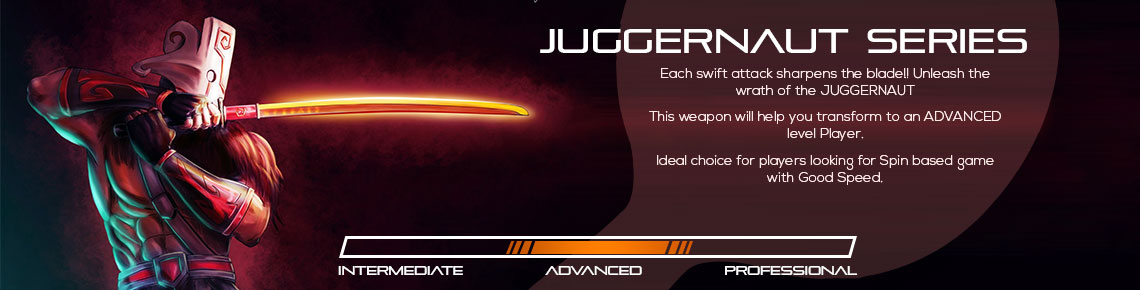 JUGGERNAUT SERIES
Each swift attack sharpens the blade!! Unleash the
wrath of the JUGGERNAUT
This weapon will help you transform to an ADVANCED
level Player.
Ideal choice for players looking for Spin based game
with Good Speed.
INTERMEDIATE ADVANCED PROFESSIONAL